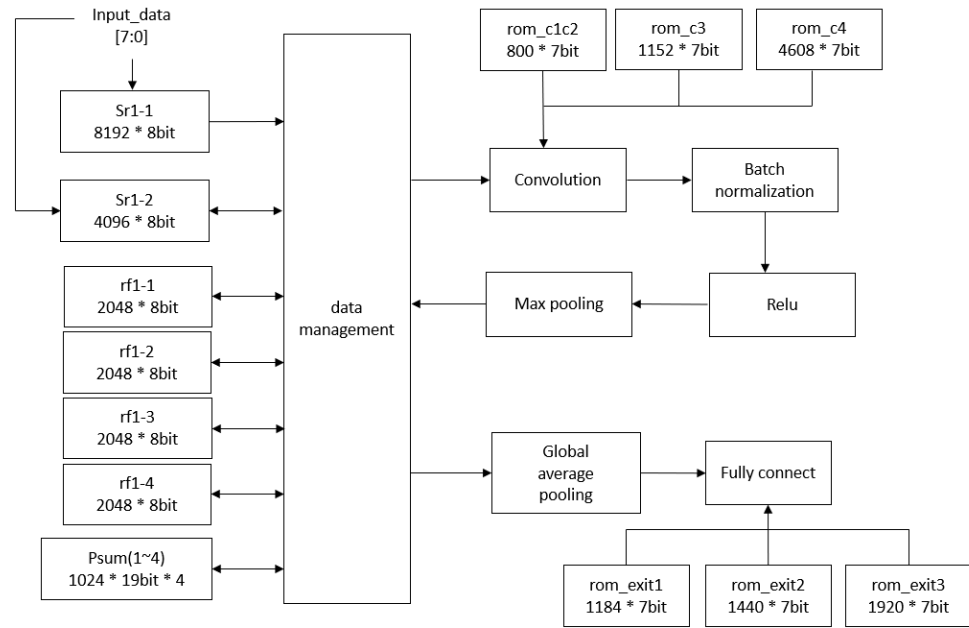 Input_data
[7:0]
Sr1-1
8192 * 8bit
Sr1-2
4096 * 8bit
rf1-1
2048 * 8bit
rf1-2
2048 * 8bit
rf1-3
2048 * 8bit
rf1-4
2048 * 8bit
Psum(1~4)
1024 * 19bit * 4
data
management
rom_c1c2
800 * 7bit
rom_c3
1152 * 7bit
rom_c4
4608 * 7bit
Convolution
Batch
normalization
Max pooling
Relu
Global
average
pooling
Fully connect
rom_exit1
1184 * 7bit
rom_exit2
1440 * 7bit
rom_exit3
1920 * 7bit